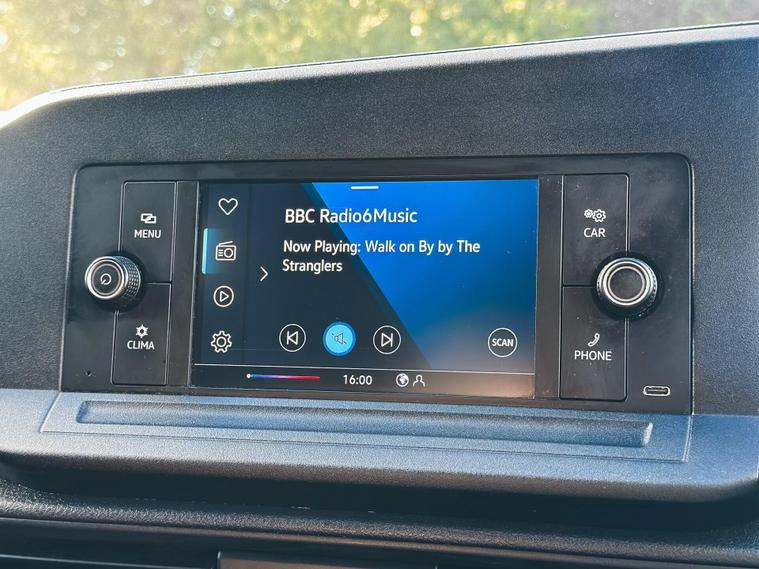 MENU
CLIMA
BBC Radio6Music
Now Playing: Walk on By by The
Stranglers
SCAN
16:00
CAR
PHONE